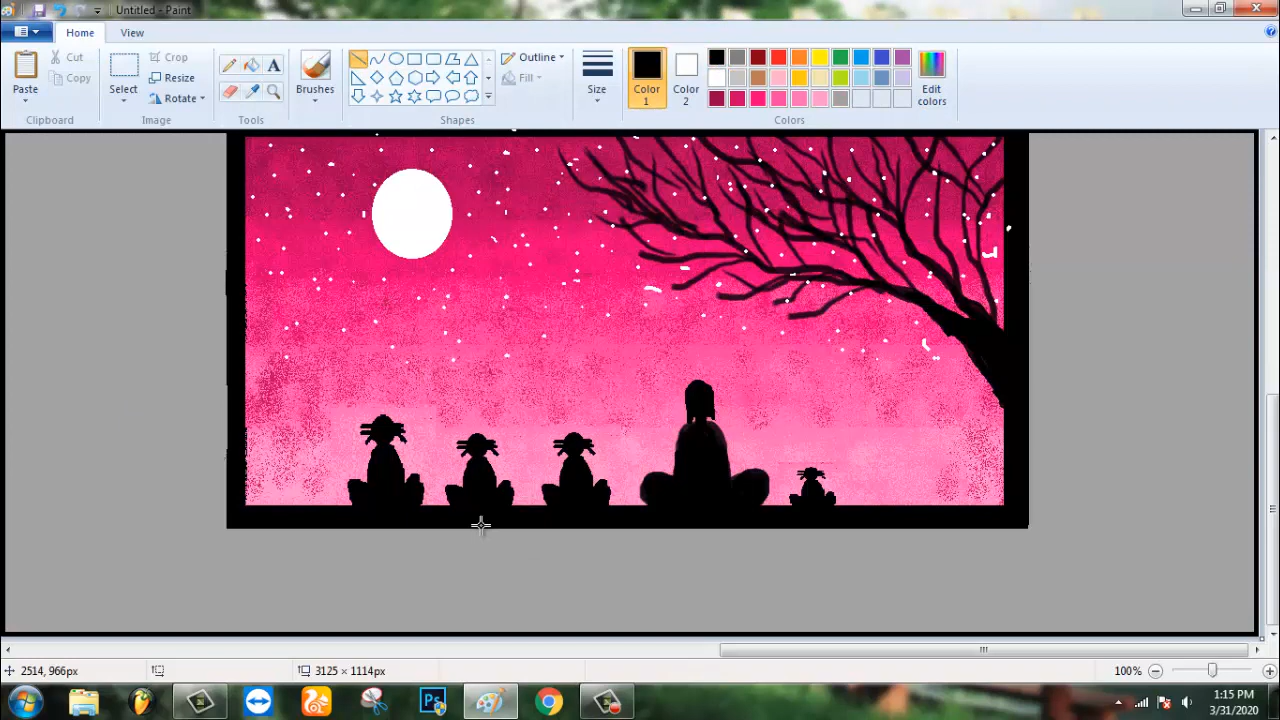 Untitled - Paint
Home
View
Paste
Cut
Copy
Clipboard
Select
Crop
Resize
Rotate
Image
A
Tools
Brushes
Outline
Fill
Shapes
Size
Color 1
Color 2
Edit colors
Colors
2514, 966px
3125 × 1114px
100%
Ps
1:15 PM
3/31/2020